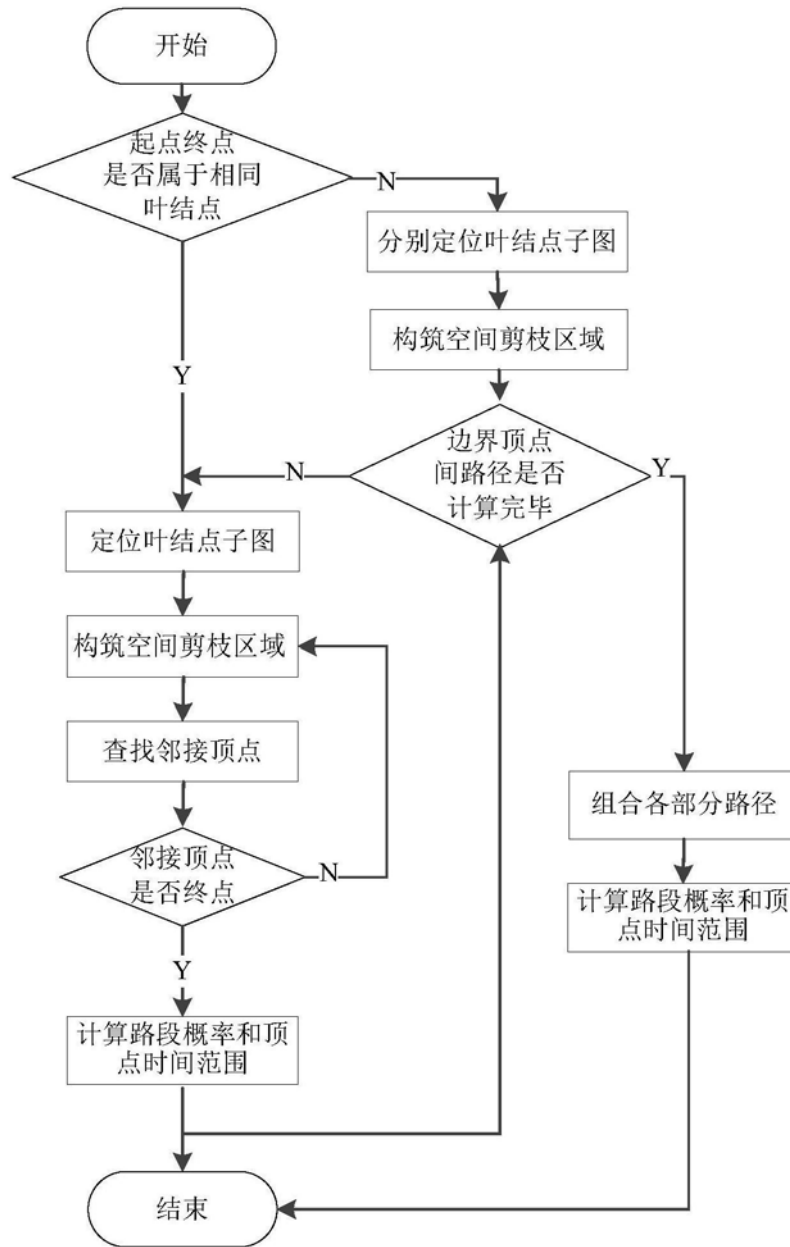 开始
起点终点
是否属于相同
叶结点
N
分别定位叶结点子图
构筑空间剪枝区域
Y
边界顶点
间路径是否
计算完毕
N
Y
定位叶结点子图
构筑空间剪枝区域
查找邻接顶点
邻接顶点
是否终点
N
Y
计算路段概率和顶
点时间范围
组合各部分路径
计算路段概率和顶
点时间范围
结束